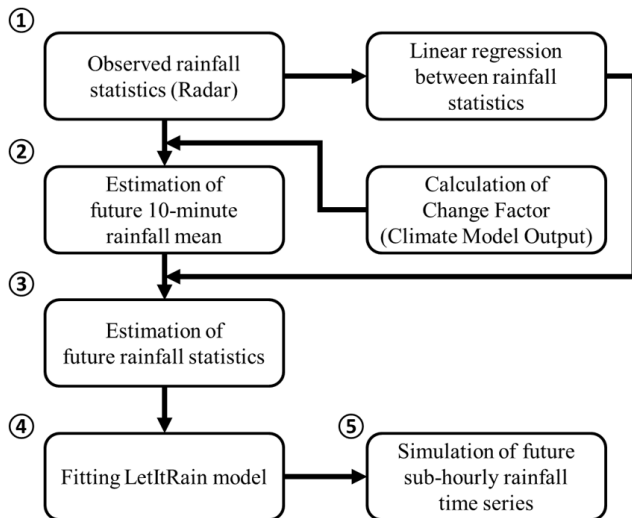 ①
Observed rainfall
statistics (Radar)
Linear regression
between rainfall
statistics
②
Estimation of
future 10-minute
rainfall mean
Calculation of
Change Factor
(Climate Model Output)
③
Estimation of
future rainfall statistics
④
Fitting LetItRain model
⑤
Simulation of future
sub-hourly rainfall
time series